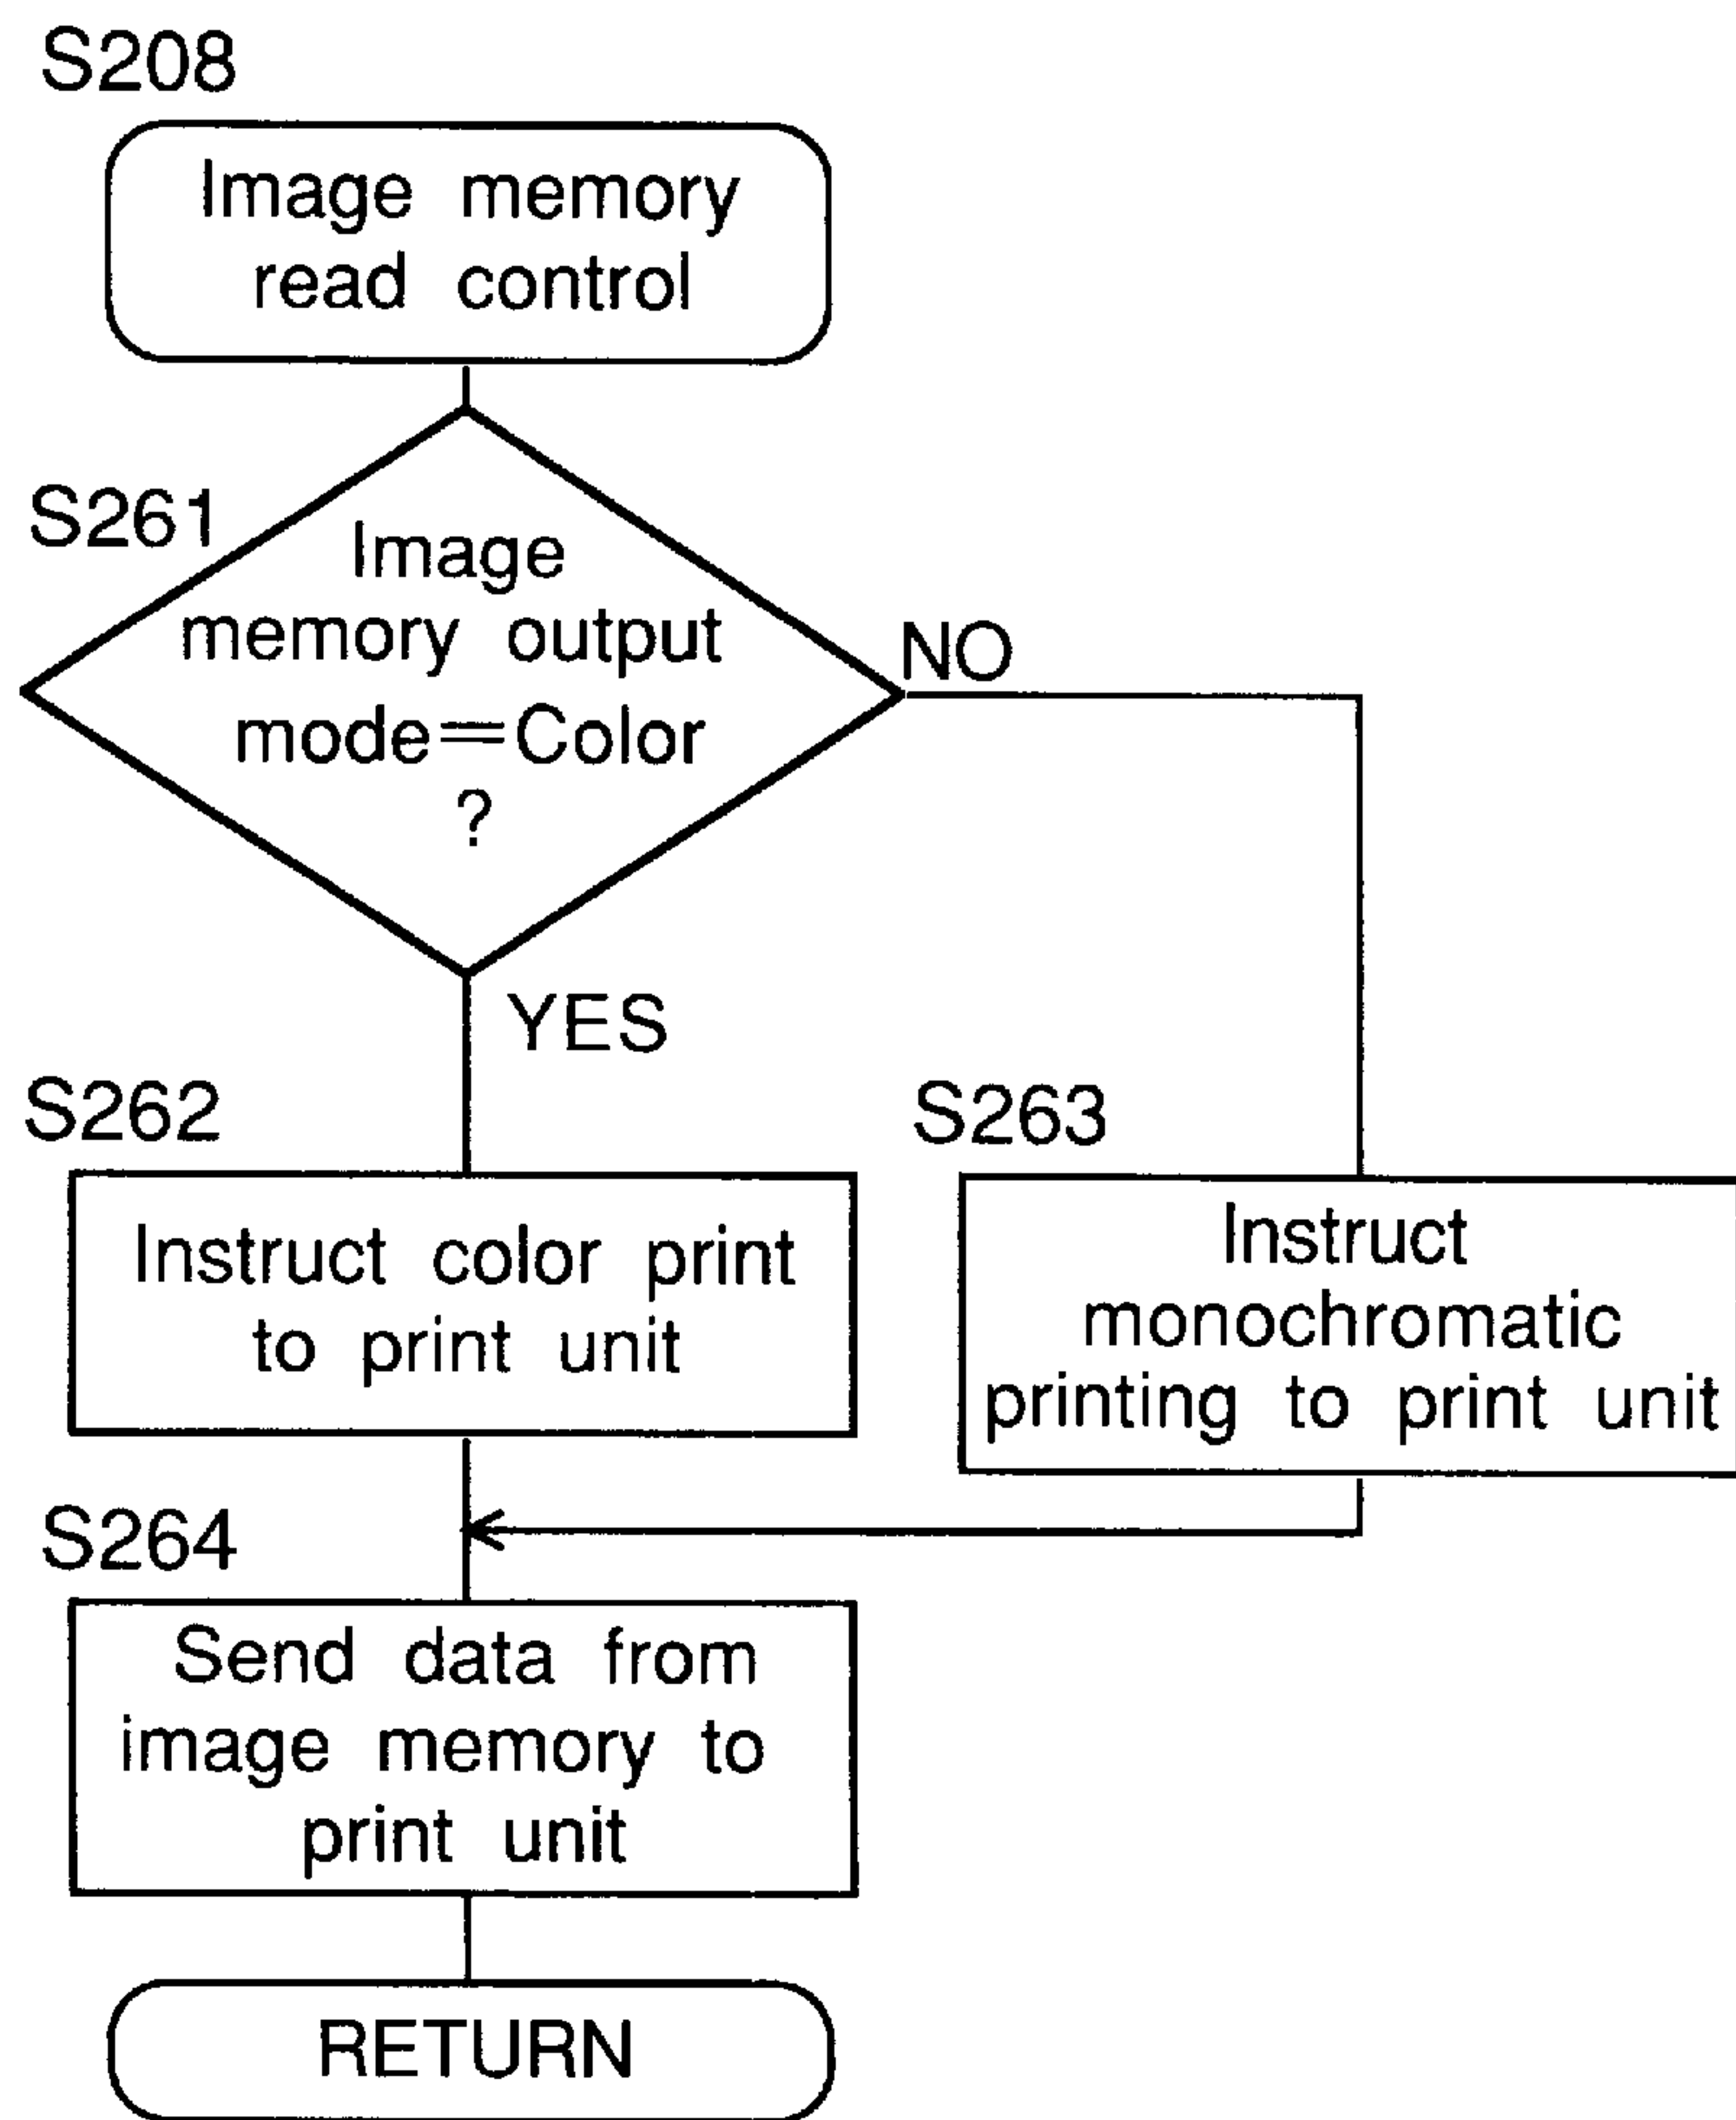 S208
Image memory
read control
S261
Image
memory output
mode=Color
?
NO
YES
S262
Instruct color print
to print unit
S263
Instruct
monochromatic
printing to print unit
S264
Send data from
image memory to
print unit
RETURN